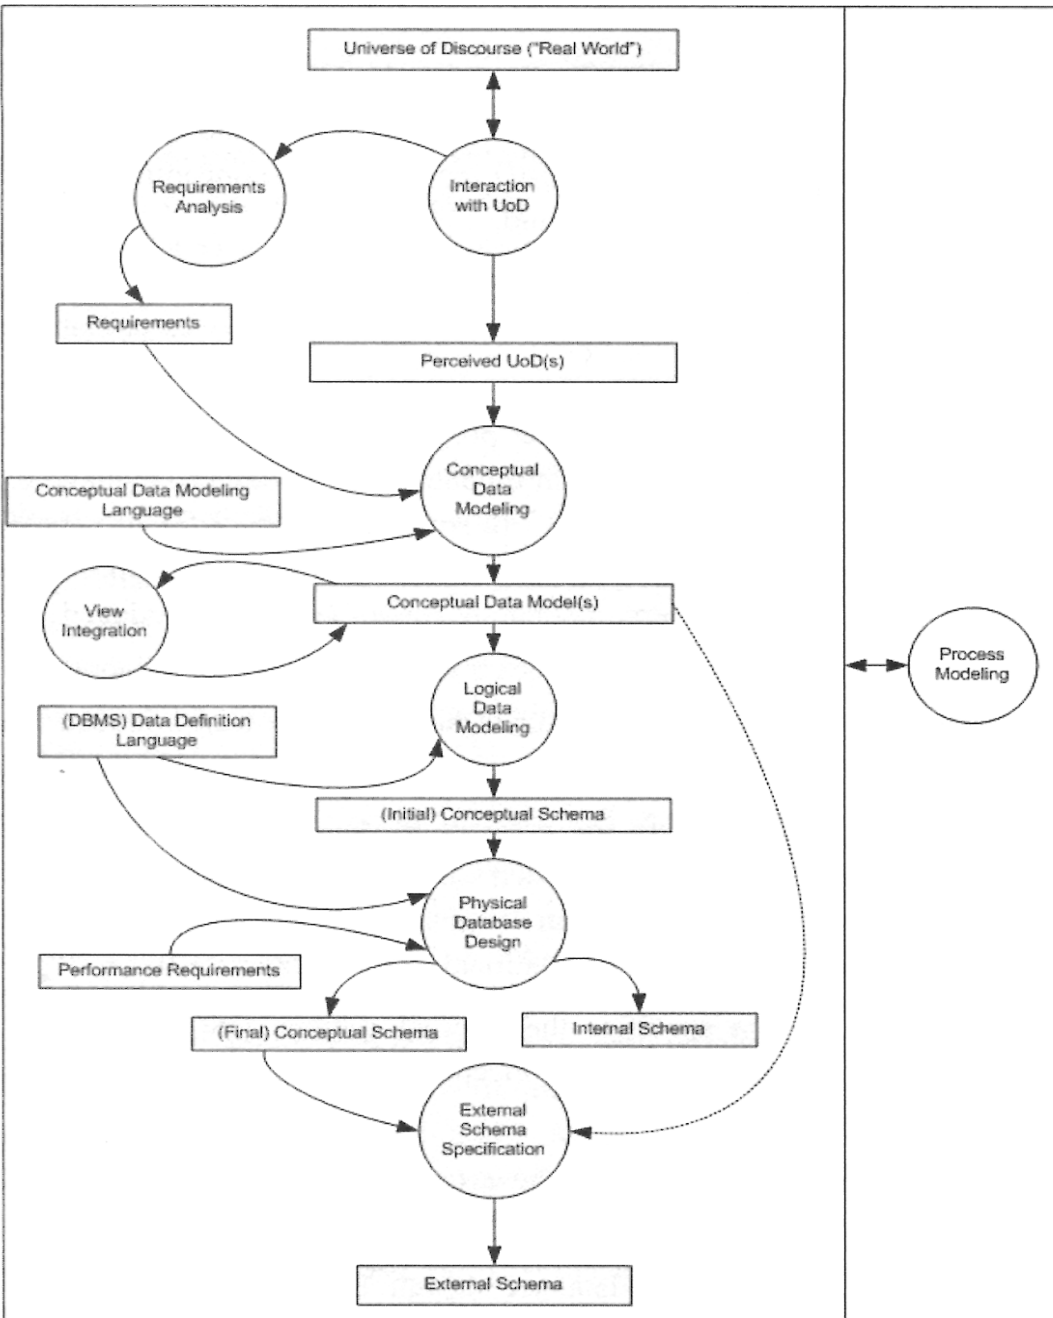 Universe of Discourse ("Real World")
Requirements
Analysis
Interaction
with UoD
Requirements
Perceived UoD(s)
Conceptual
Data
Modeling
Conceptual Data Modeling
Language
View
Integration
Conceptual Data Model(s)
Process
Modeling
Logical
Data
Modeling
(DBMS) Data Definition
Language
(Initial) Conceptual Schema
Physical
Database
Design
Performance Requirements
(Final) Conceptual Schema
Internal Schema
External
Schema
Specification
External Schema